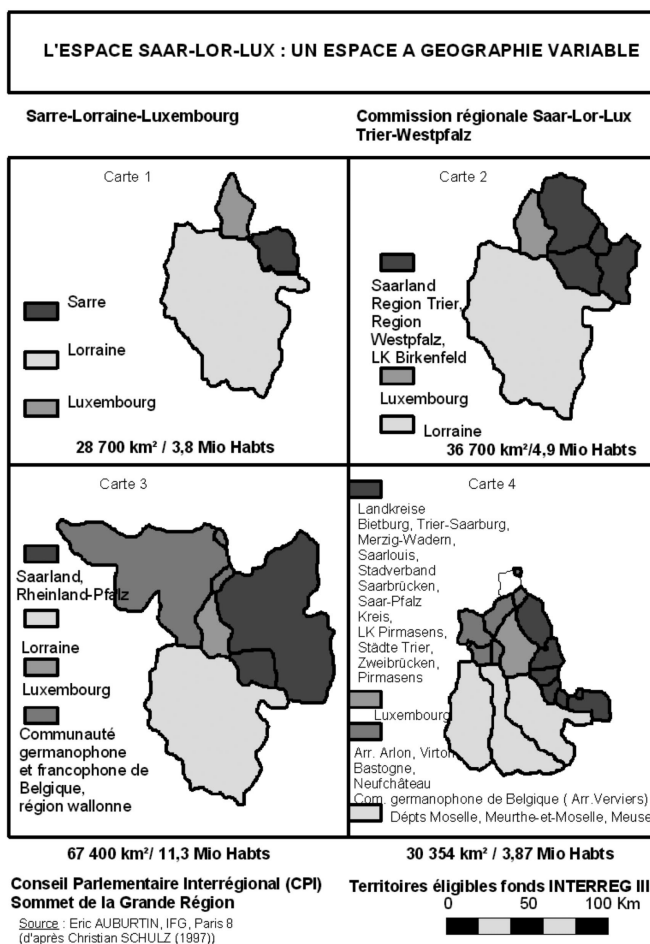 L'ESPACE SAAR-LOR-LUX : UN ESPACE A GEOGRAPHIE VARIABLE
Sarre-Lorraine-Luxembourg
Commission régionale Saar-Lor-Lux
Trier-Westpfalz
Carte 1
Sarre
Lorraine
Luxembourg
28 700 km² / 3,8 Mio Habts
Carte 2
Saarland
Region Trier,
Region
Westpfalz,
LK Birkenfeld
Luxembourg
Lorraine
36 700 km²/4,9 Mio Habts
Carte 3
Saarland,
Rheinland-Pfalz
Lorraine
Luxembourg
Communauté
germanophone
et francophone de
Belgique,
région wallonne
67 400 km²/ 11,3 Mio Habts
Conseil Parlementaire Interrégional (CPI)
Sommet de la Grande Région
Carte 4
Landkreise
Bietburg, Trier-Saarburg,
Merzig-Wadern,
Saarlouis,
Stadverband
Saarbrücken,
Saar-Pfalz
Kreis,
LK Pirmasens,
Städte Trier,
Zweibrücken,
Pirmasens
Luxembourg
Arr. Arlon, Virton
Bastogne,
Neufchâteau
Com. germanophone de Belgique ( Arr.Verviers)
Dépts Moselle, Meurthe-et-Moselle, Meuse
30 354 km² / 3,87 Mio Habts
Territoires éligibles fonds INTERREG III
0 50 100 Km
Source : Eric AUBURTIN, IFG, Paris 8
(d'après Christian SCHULZ (1997))